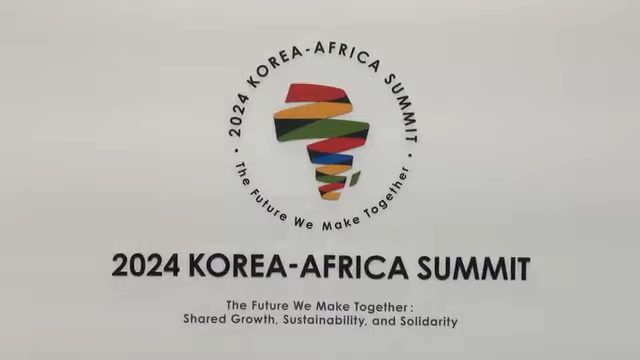 2024 KOREA-AFRICA SUMMIT
The Future We Make Together
2024 KOREA-AFRICA SUMMIT
The Future We Make Together:
Shared Growth, Sustainability, and Solidarity